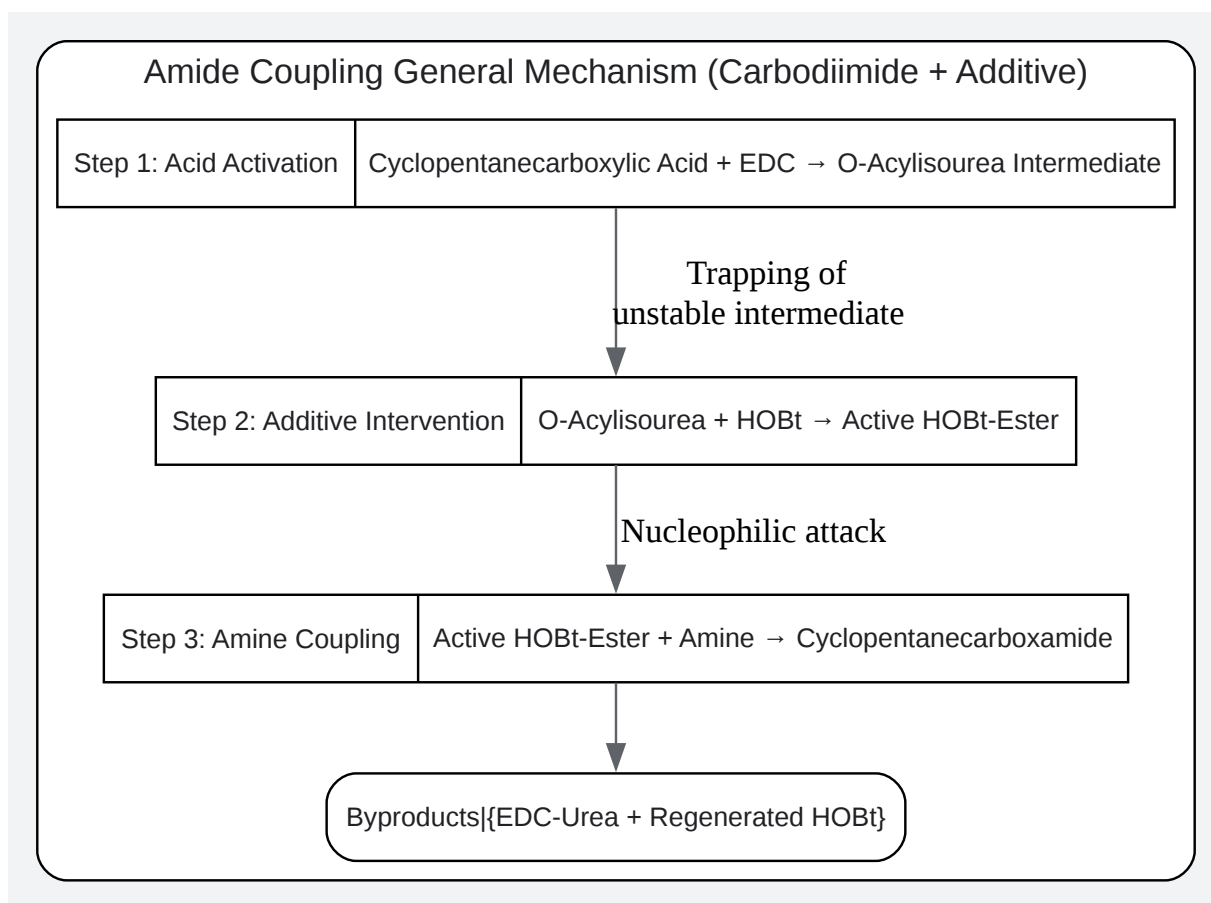 Amide Coupling General Mechanism (Carbodiimide + Additive)
Step 1: Acid Activation
Cyclopentanecarboxylic Acid + EDC → O-Acylisourea Intermediate
Trapping of
unstable intermediate
Step 2: Additive Intervention
O-Acylisourea + HOBt → Active HOBt-Ester
Nucleophilic attack
Step 3: Amine Coupling
Active HOBt-Ester + Amine → Cyclopentanecarboxamide
Byproducts|{EDC-Urea + Regenerated HOBt}